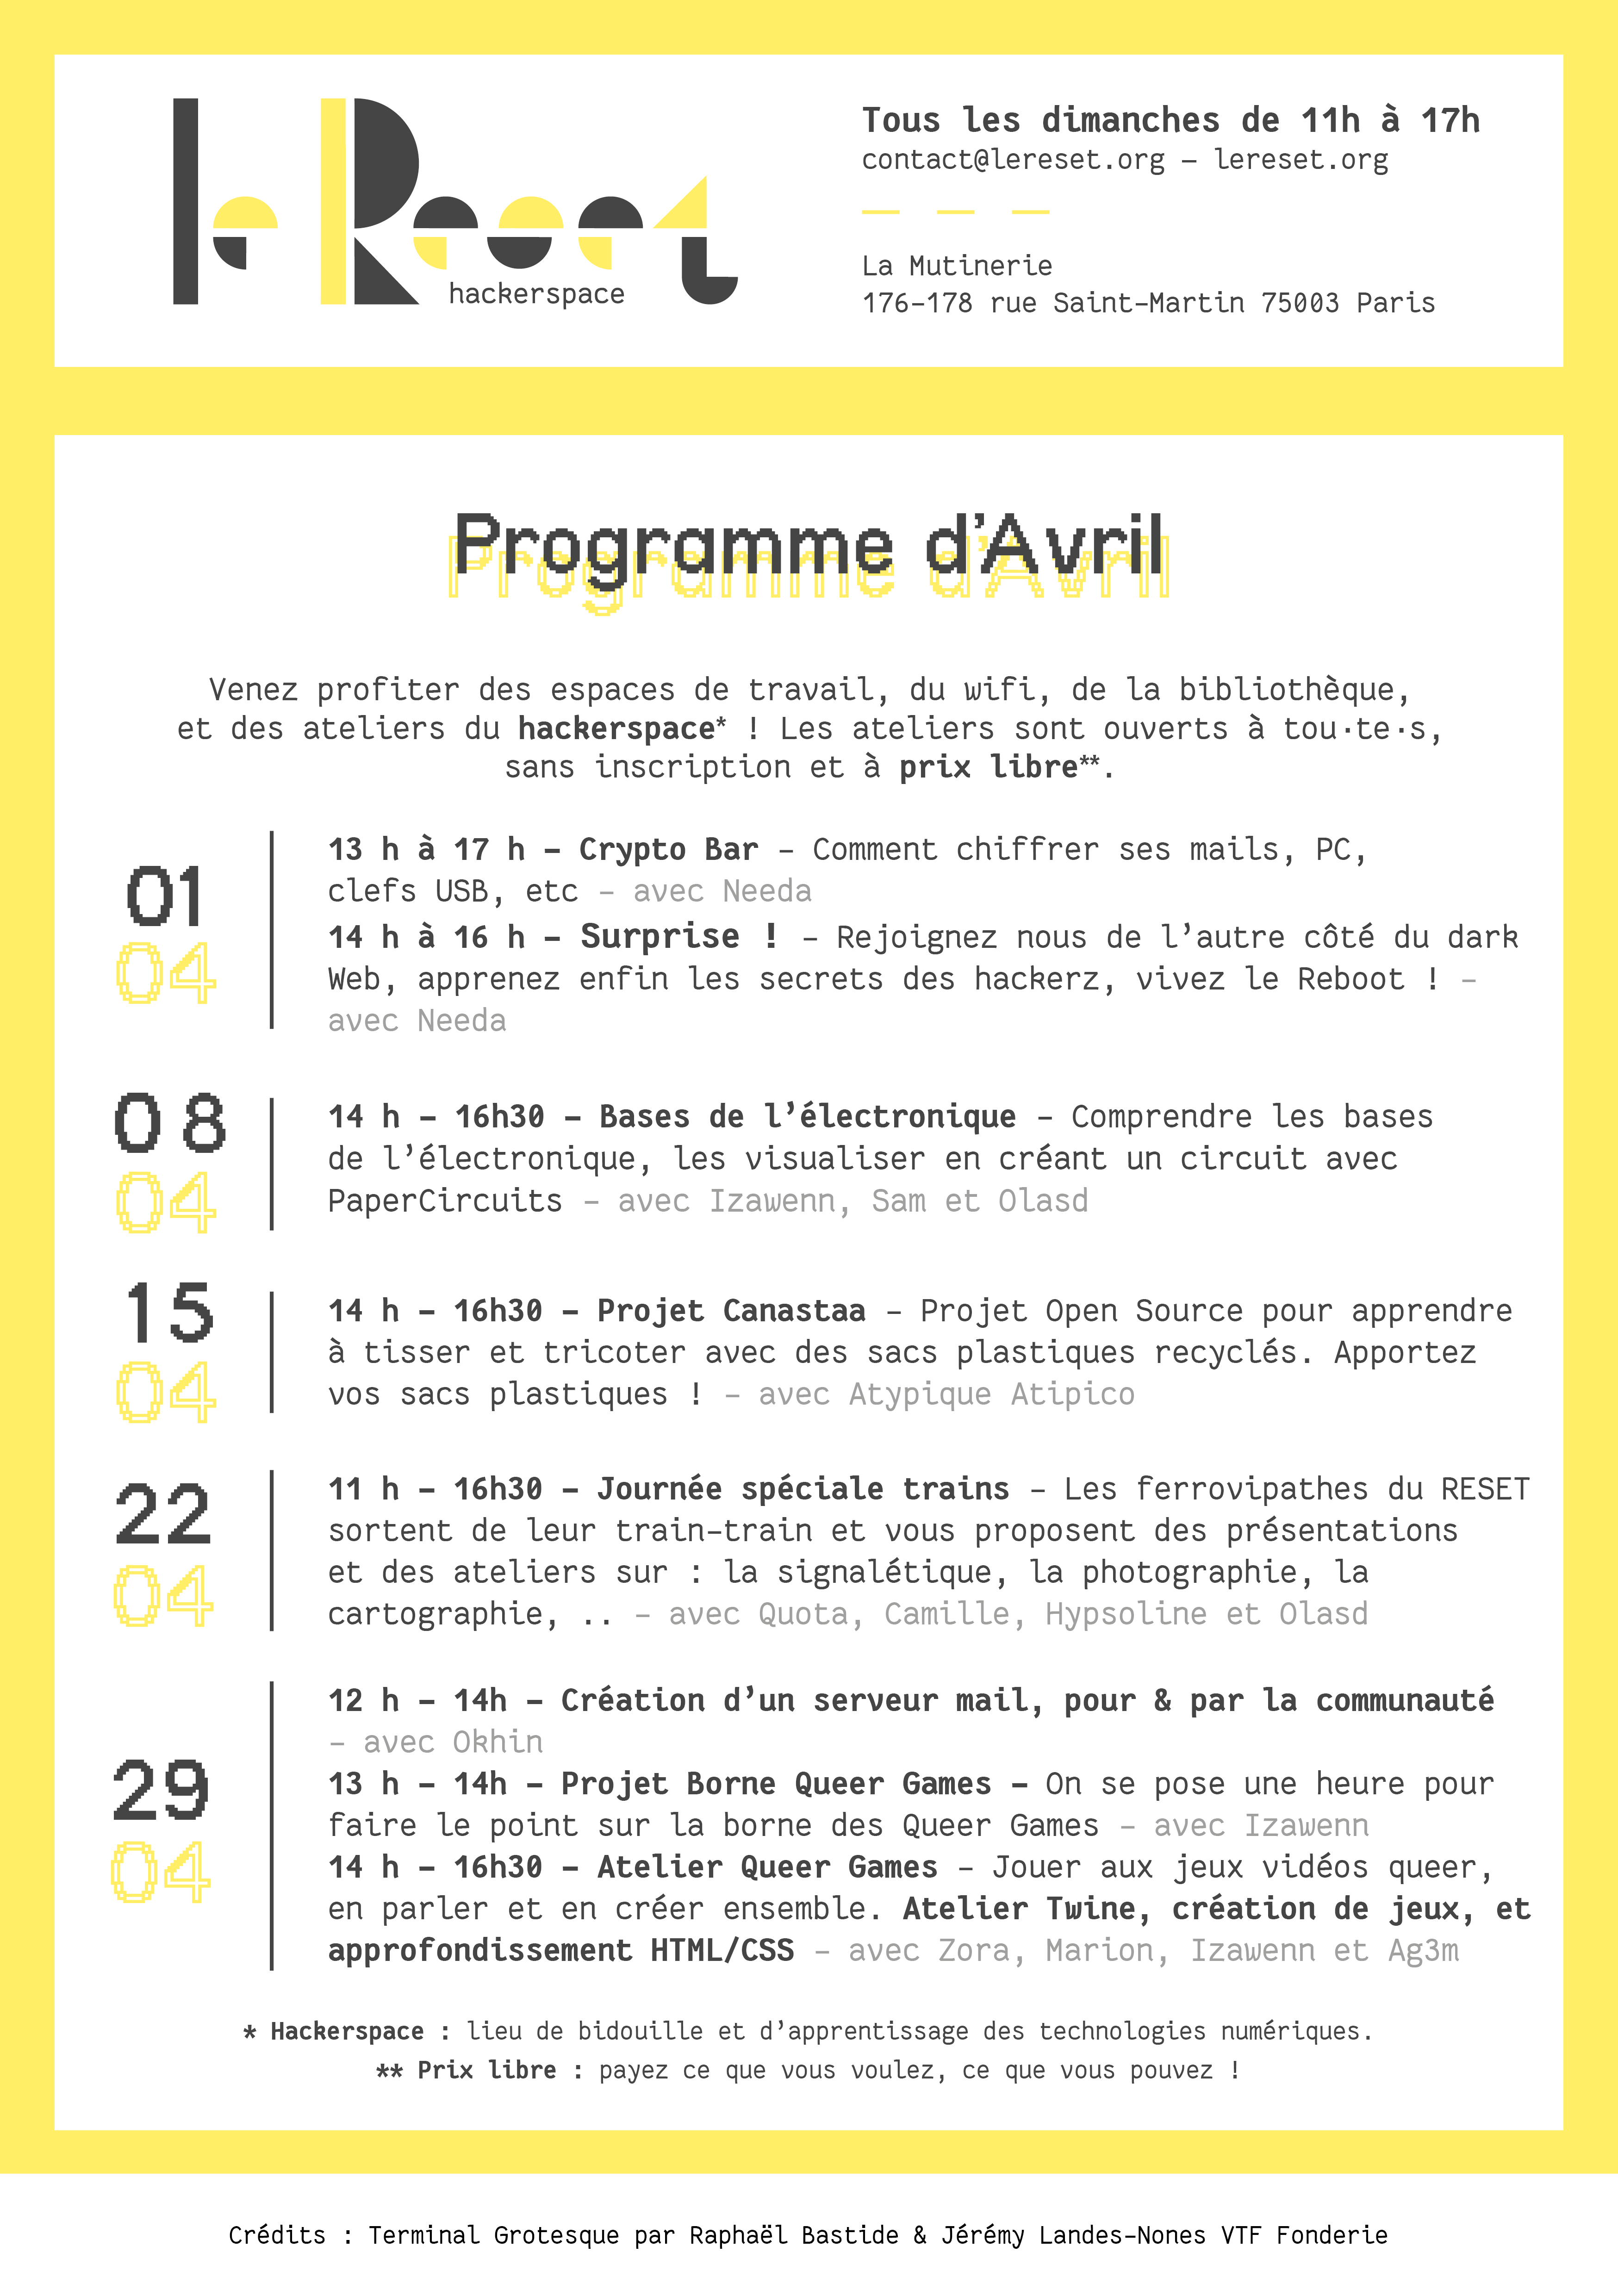 le Reset
hackerspace
Tous les dimanches de 11h à 17h
contact@lereset.org – lereset.org
La Mutinerie
176-178 rue Saint-Martin 75003 Paris
Programme d’Avril
Venez profiter des espaces de travail, du wifi, de la bibliothèque,
et des ateliers du hackerspace* ! Les ateliers sont ouverts à tou·te·s,
sans inscription et à prix libre**.
01
04
13 h à 17 h – Crypto Bar – Comment chiffrer ses mails, PC,
clefs USB, etc – avec Needa
14 h à 16 h – Surprise ! – Rejoignez nous de l’autre côté du dark
Web, apprenez enfin les secrets des hackerz, vivez le Reboot ! –
avec Needa
08
04
14 h – 16h30 – Bases de l’électronique – Comprendre les bases
de l’électronique, les visualiser en créant un circuit avec
PaperCircuits – avec Izawenn, Sam et Olasd
15
04
14 h – 16h30 – Projet Canastaa – Projet Open Source pour apprendre
à tisser et tricoter avec des sacs plastiques recyclés. Apportez
vos sacs plastiques ! – avec Atypique Atipico
22
04
11 h – 16h30 – Journée spéciale trains – Les ferrovipathes du RESET
sortent de leur train-train et vous proposent des présentations
et des ateliers sur : la signalétique, la photographie, la
cartographie, .. – avec Quota, Camille, Hypsoline et Olasd
29
04
12 h – 14h – Création d’un serveur mail, pour & par la communauté
– avec Okhin
13 h – 14h – Projet Borne Queer Games – On se pose une heure pour
faire le point sur la borne des Queer Games – avec Izawenn
14 h – 16h30 – Atelier Queer Games – Jouer aux jeux vidéos queer,
en parler et en créer ensemble. Atelier Twine, création de jeux, et
approfondissement HTML/CSS – avec Zora, Marion, Izawenn et Ag3m
* Hackerspace : lieu de bidouille et d’apprentissage des technologies numériques.
** Prix libre : payez ce que vous voulez, ce que vous pouvez !
Crédits : Terminal Grotesque par Raphaël Bastide & Jérémy Landes-Nones VTF Fonderie